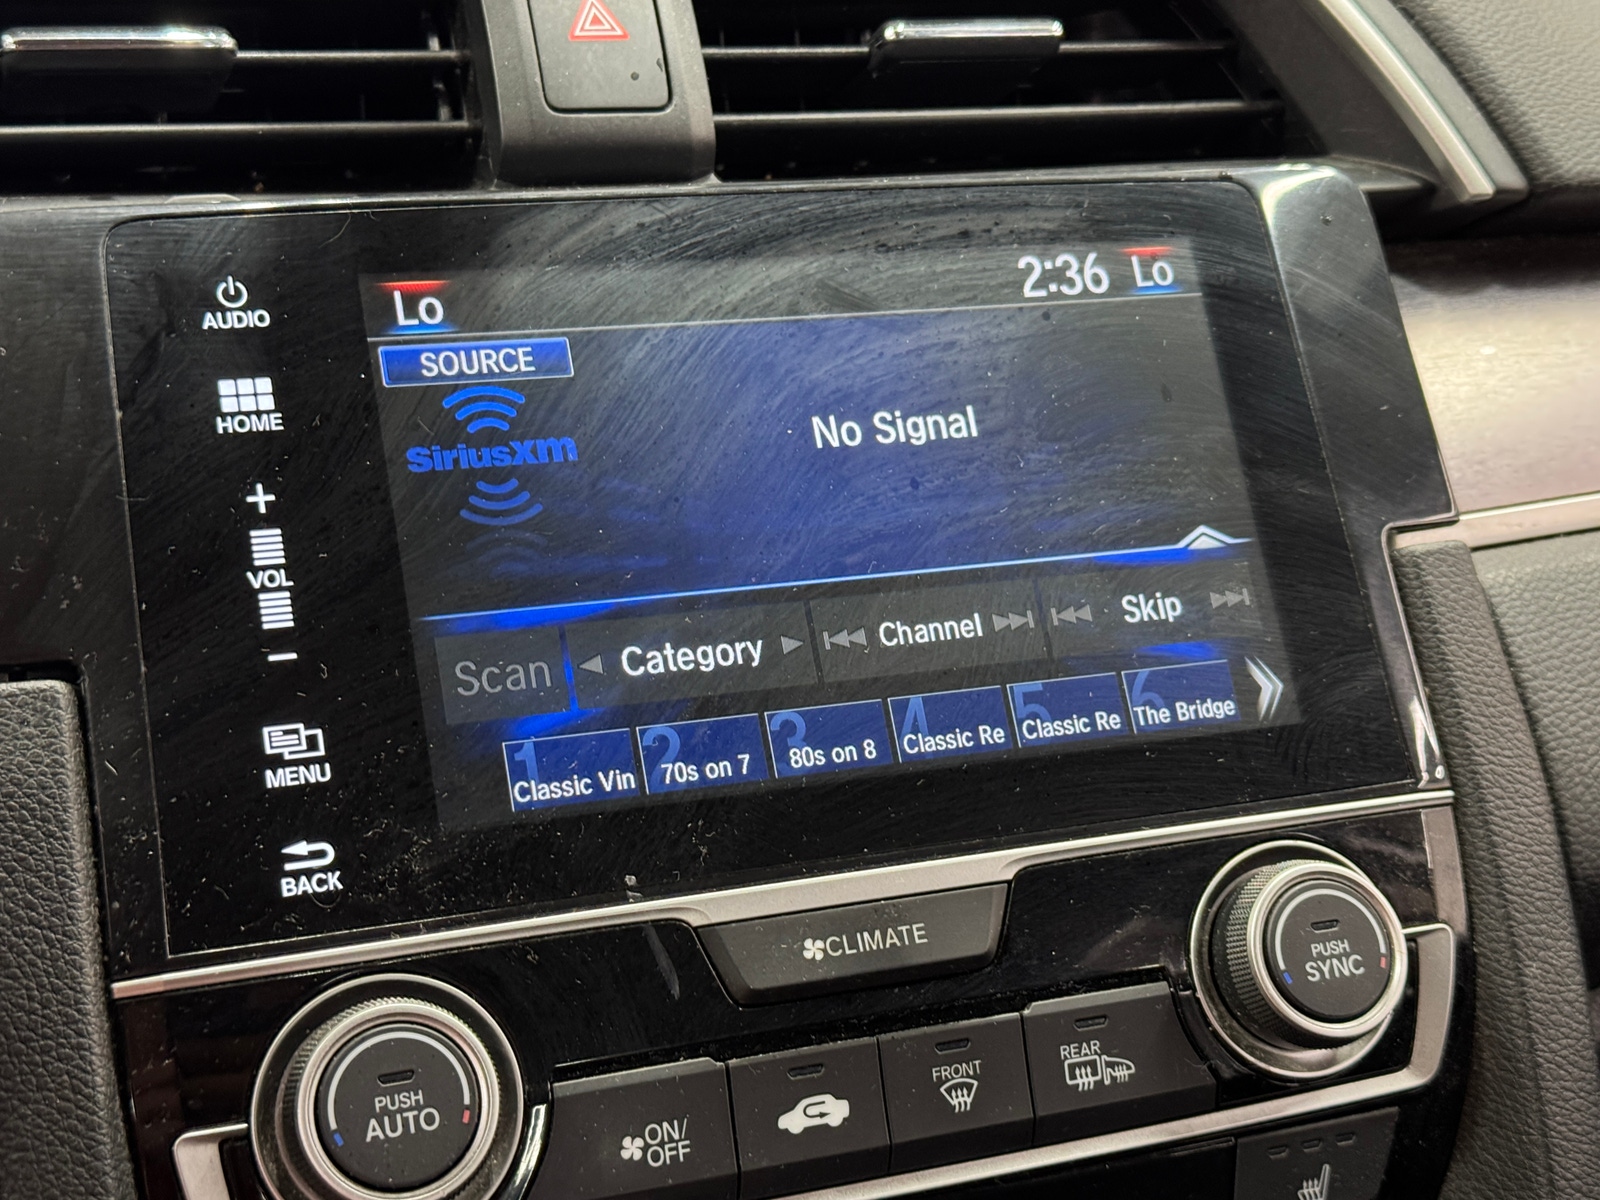 AUDIO
Lo
2:36
Lo
SOURCE
HOME
SiriusXm
No Signal
+
VOL
−
Scan
Category
Channel
Skip
MENU
1 Classic Vin
2 70s on 7
3 80s on 8
4 Classic Re
5 Classic Re
6 The Bridge
BACK
CLIMATE
PUSH
SYNC
PUSH
AUTO
ON/
OFF
FRONT
REAR